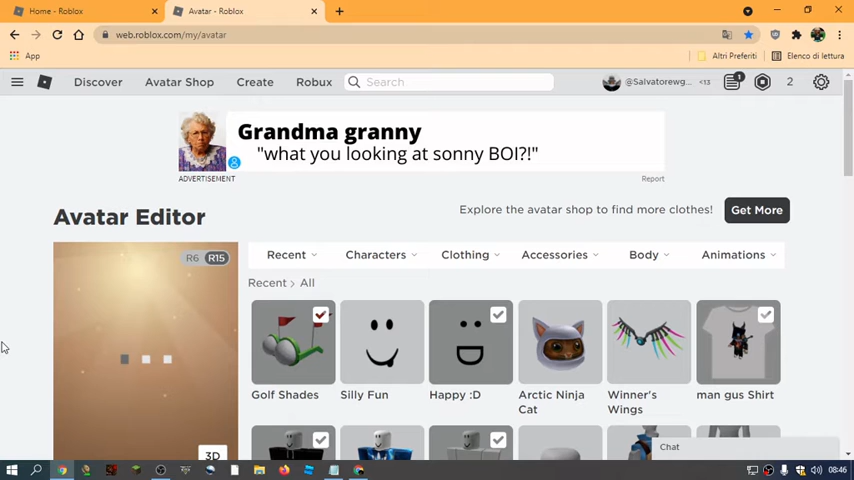 Home - Roblox
Avatar - Roblox
web.roblox.com/my/avatar
App
Altri Preferiti
Elenco di lettura
Discover
Avatar Shop
Create
Robux
Search
@Salvatorewg...
<13
1
2
Grandma granny
"what you looking at sonny BOI?!"
ADVERTISEMENT
Report
Avatar Editor
Explore the avatar shop to find more clothes!
Get More
R6
R15
Recent
Characters
Clothing
Accessories
Body
Animations
Recent > All
Golf Shades
Silly Fun
Happy :D
Arctic Ninja
Cat
Winner's
Wings
man gus Shirt
3D
Chat
08:46